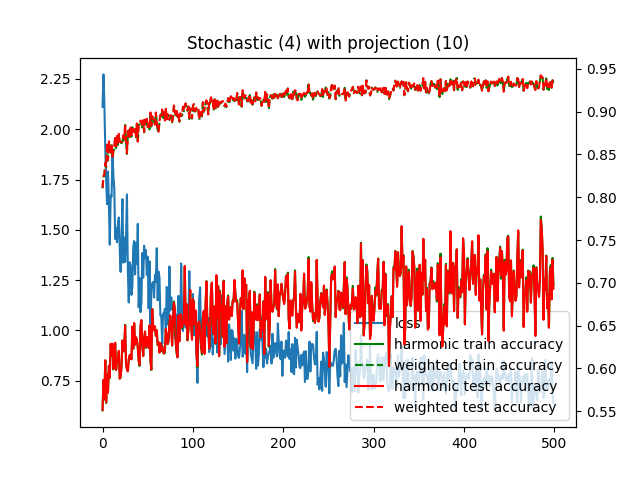 Stochastic (4) with projection (10)
2.25
2.00
1.75
1.50
1.25
1.00
0.75
0.95
0.90
0.85
0.80
0.75
0.70
0.65
0.60
0.55
loss
harmonic train accuracy
weighted train accuracy
harmonic test accuracy
weighted test accuracy
0 100 200 300 400 500